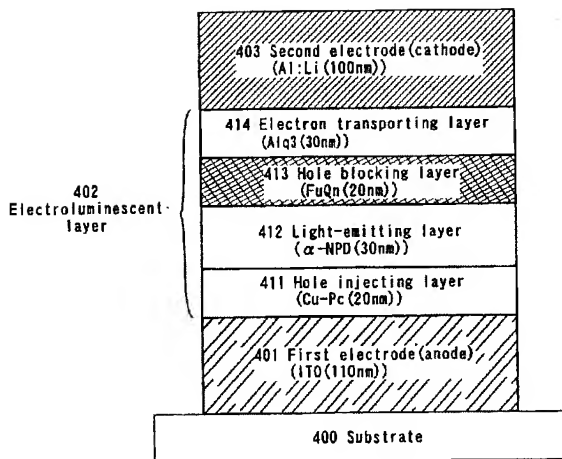 403 Second electrode(cathode)
(Al:Li(100nm))
414 Electron transporting layer
(Alq3(30nm))
413 Hole blocking layer
(FuQn(20nm))
402
Electroluminescent
layer
412 Light-emitting layer
(α-NPD(30nm))
411 Hole injecting layer
(Cu-Pc(20nm))
401 First electrode(anode)
(ITO(110nm))
400 Substrate